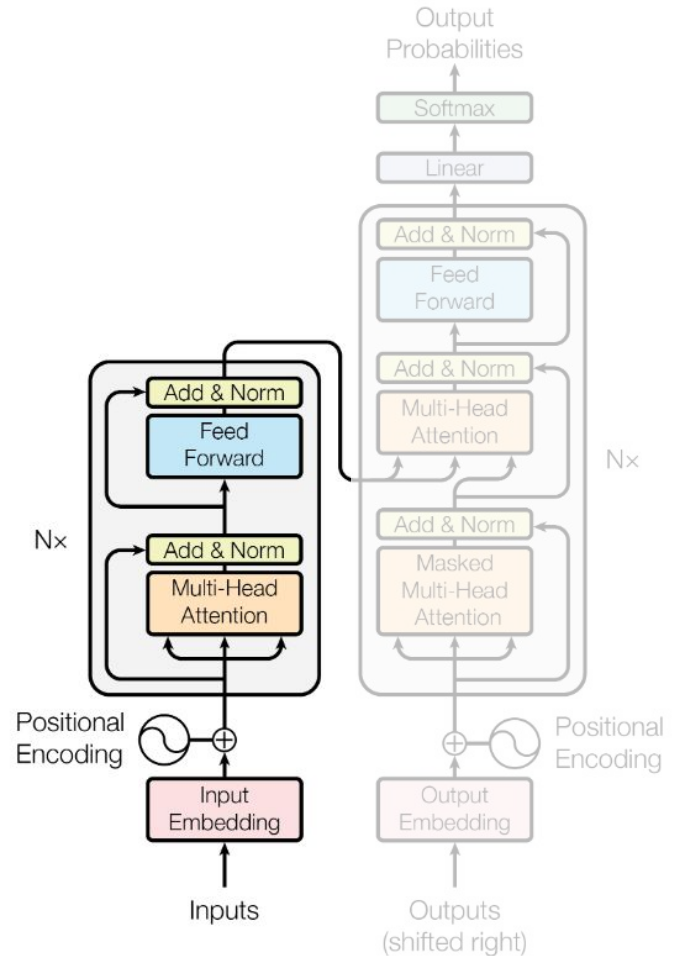 Output
Probabilities
Softmax
Linear
Add & Norm
Feed
Forward
Add & Norm
Multi-Head
Attention
Nx
Add & Norm
Masked
Multi-Head
Attention
Positional
Encoding
Output
Embedding
Outputs
(shifted right)
Add & Norm
Feed
Forward
Nx
Add & Norm
Multi-Head
Attention
Positional
Encoding
Input
Embedding
Inputs